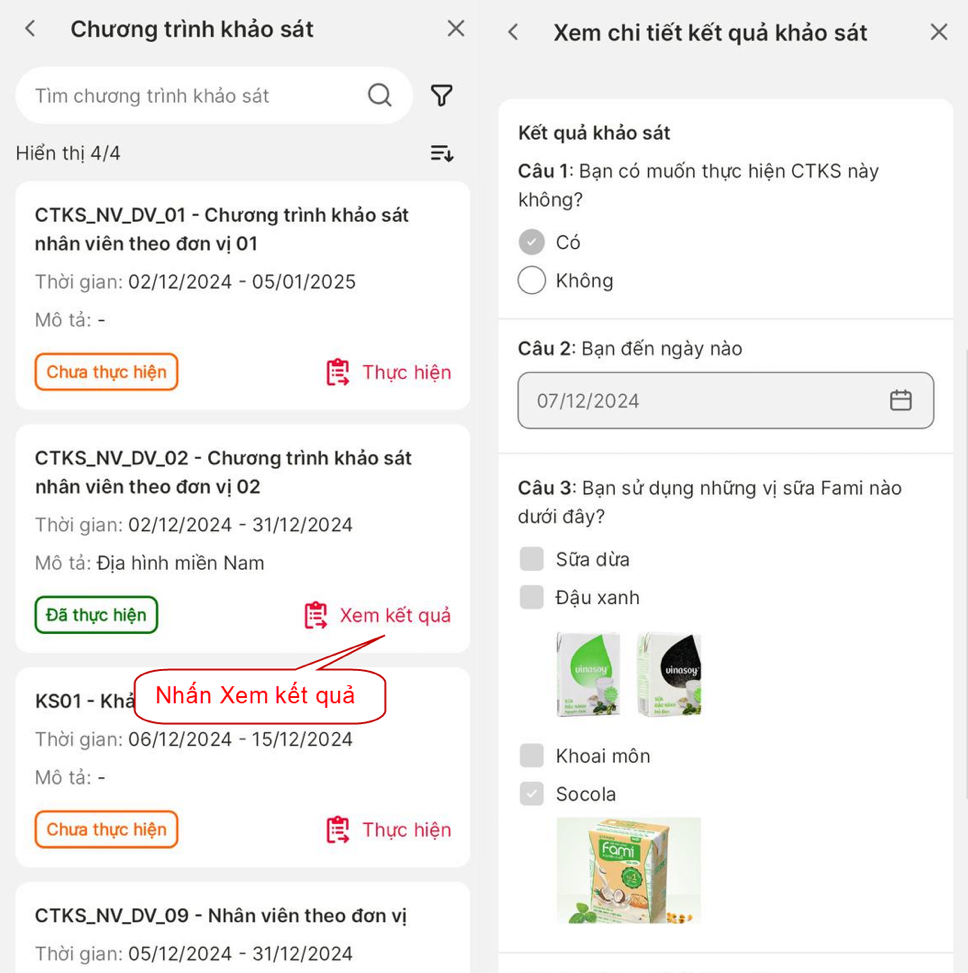 Chương trình khảo sát
Tìm chương trình khảo sát
Hiển thị 4/4
CTKS_NV_DV_01 - Chương trình khảo sát
nhân viên theo đơn vị 01
Thời gian: 02/12/2024 - 05/01/2025
Mô tả: -
Chưa thực hiện
Thực hiện
CTKS_NV_DV_02 - Chương trình khảo sát
nhân viên theo đơn vị 02
Thời gian: 02/12/2024 - 31/12/2024
Mô tả: Địa hình miền Nam
Đã thực hiện
Xem kết quả
Nhấn Xem kết quả
KS01 - Khả
Thời gian: 06/12/2024 - 15/12/2024
Mô tả: -
Chưa thực hiện
Thực hiện
CTKS_NV_DV_09 - Nhân viên theo đơn vị
Thời gian: 05/12/2024 - 31/12/2024
Xem chi tiết kết quả khảo sát
Kết quả khảo sát
Câu 1: Bạn có muốn thực hiện CTKS này
không?
Có
Không
Câu 2: Bạn đến ngày nào
07/12/2024
Câu 3: Bạn sử dụng những vị sữa Fami nào
dưới đây?
Sữa dừa
Đậu xanh
vinasoy
vinasoy
Khoai môn
Socola
Fami